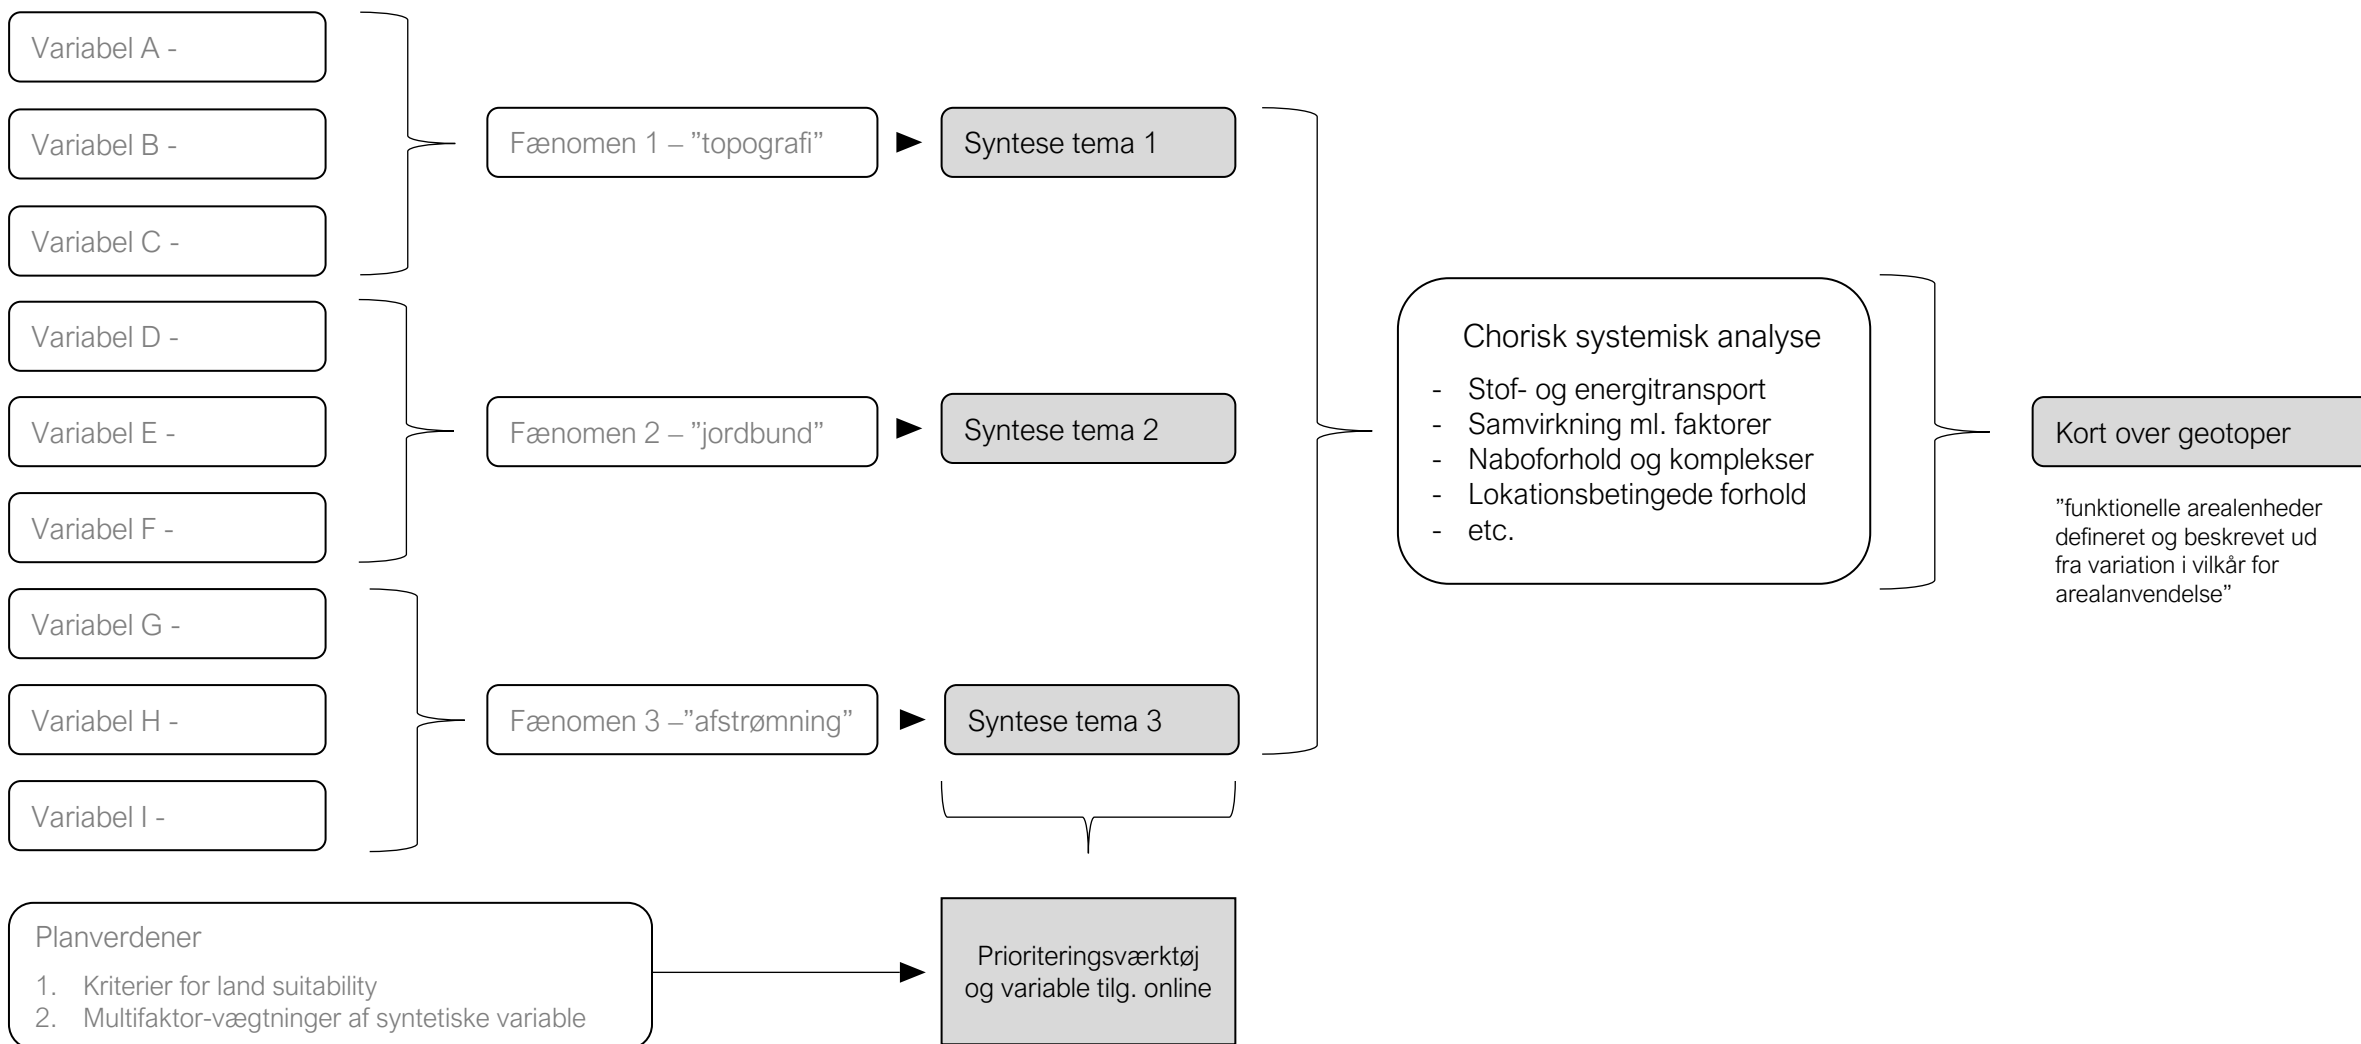 Variabel A -
Variabel B -
Variabel C -
Variabel D -
Variabel E -
Variabel F -
Variabel G -
Variabel H -
Variabel I -
Fænomen 1 – ”topografi”
Fænomen 2 – ”jordbund”
Fænomen 3 –”afstrømning”
Syntese tema 1
Syntese tema 2
Syntese tema 3
Chorisk systemisk analyse
- Stof- og energitransport
- Samvirkning ml. faktorer
- Naboforhold og komplekser
- Lokationsbetingede forhold
- etc.
Kort over geotoper
”funktionelle arealenheder
defineret og beskrevet ud
fra variation i vilkår for
arealanvendelse”
Planverdener
1. Kriterier for land suitability
2. Multifaktor-vægtninger af syntetiske variable
Prioriteringsværktøj
og variable tilg. online